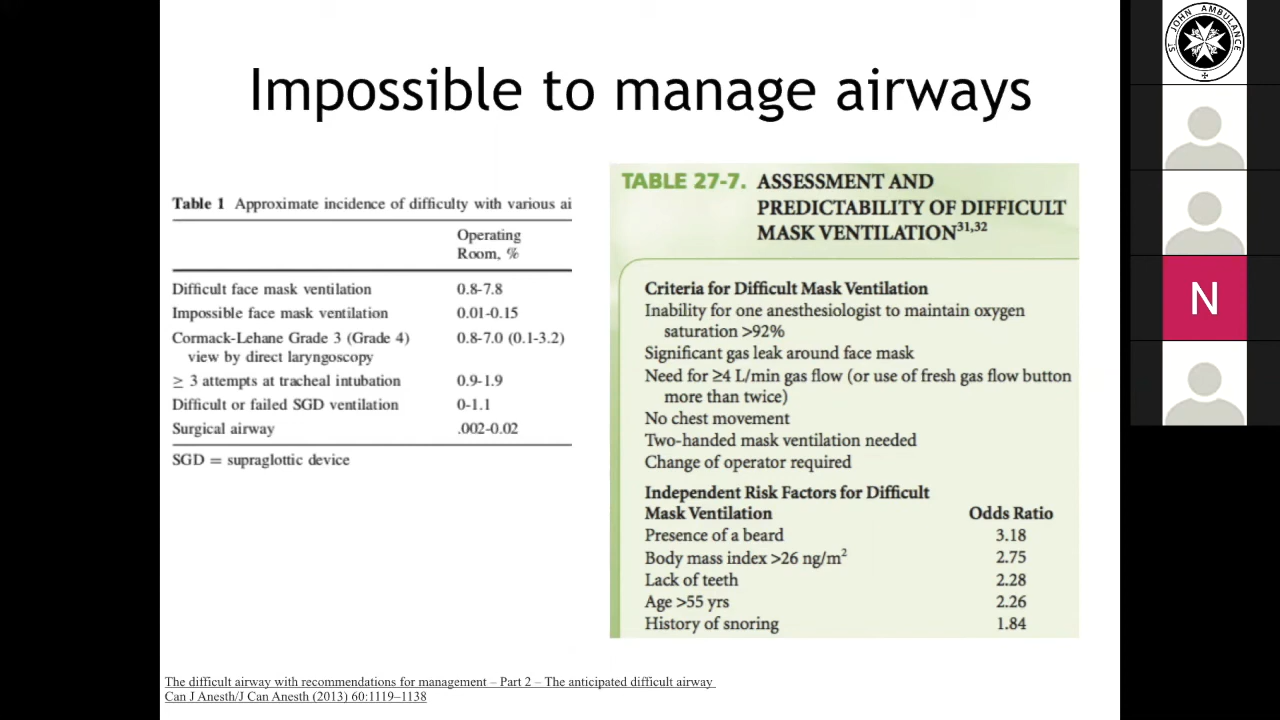 Impossible to manage airways
Table 1 Approximate incidence of difficulty with various ai
Operating
Room, %
Difficult face mask ventilation 0.8-7.8
Impossible face mask ventilation 0.01-0.15
Cormack-Lehane Grade 3 (Grade 4) 0.8-7.0 (0.1-3.2)
view by direct laryngoscopy
≥ 3 attempts at tracheal intubation 0.9-1.9
Difficult or failed SGD ventilation 0-1.1
Surgical airway .002-0.02
SGD = supraglottic device
TABLE 27-7. ASSESSMENT AND
PREDICTABILITY OF DIFFICULT
MASK VENTILATION31,32
Criteria for Difficult Mask Ventilation
Inability for one anesthesiologist to maintain oxygen
saturation >92%
Significant gas leak around face mask
Need for ≥4 L/min gas flow (or use of fresh gas flow button
more than twice)
No chest movement
Two-handed mask ventilation needed
Change of operator required
Independent Risk Factors for Difficult
Mask Ventilation Odds Ratio
Presence of a beard 3.18
Body mass index >26 ng/m2 2.75
Lack of teeth 2.28
Age >55 yrs 2.26
History of snoring 1.84
The difficult airway with recommendations for management – Part 2 – The anticipated difficult airway
Can J Anesth/J Can Anesth (2013) 60:1119–1138
ST JOHN AMBULANCE
N